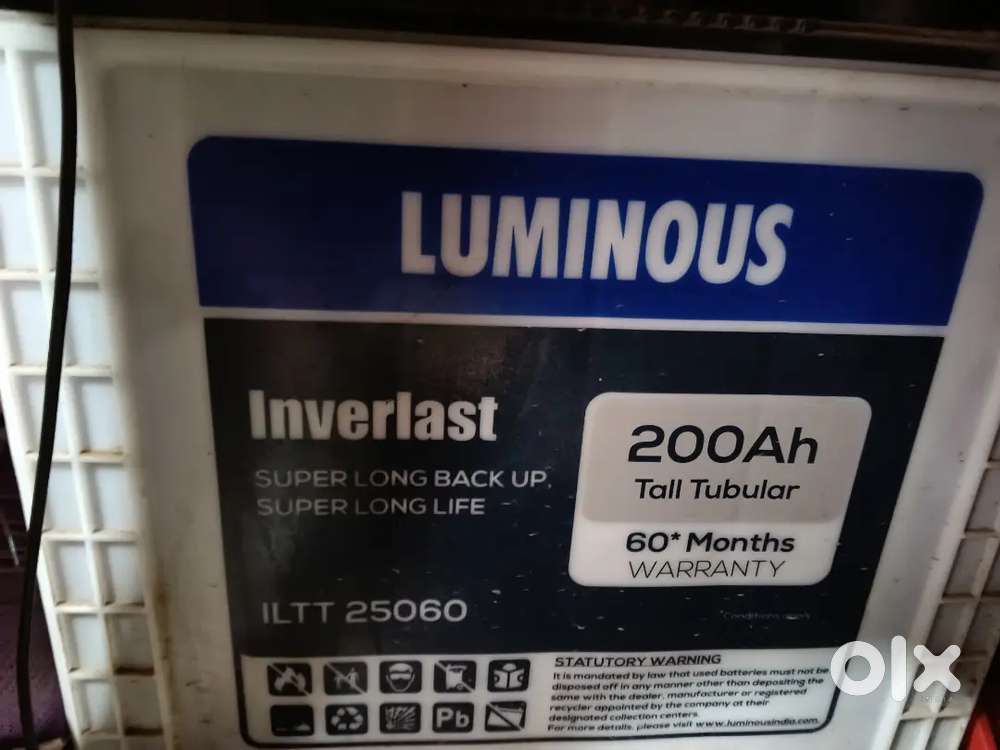 LUMINOUS
Inverlast
SUPER LONG BACK UP,
SUPER LONG LIFE
200Ah
Tall Tubular
60* Months
WARRANTY
ILTT 25060
*Conditions apply
Pb
STATUTORY WARNING
It is mandated by law that used batteries must not be
disposed off in any manner other than depositing the
same with the dealer, manufacturer or registered
recycler appointed by the company at their
designated collection centers.
For more details, please visit www.luminousindia.com
olx